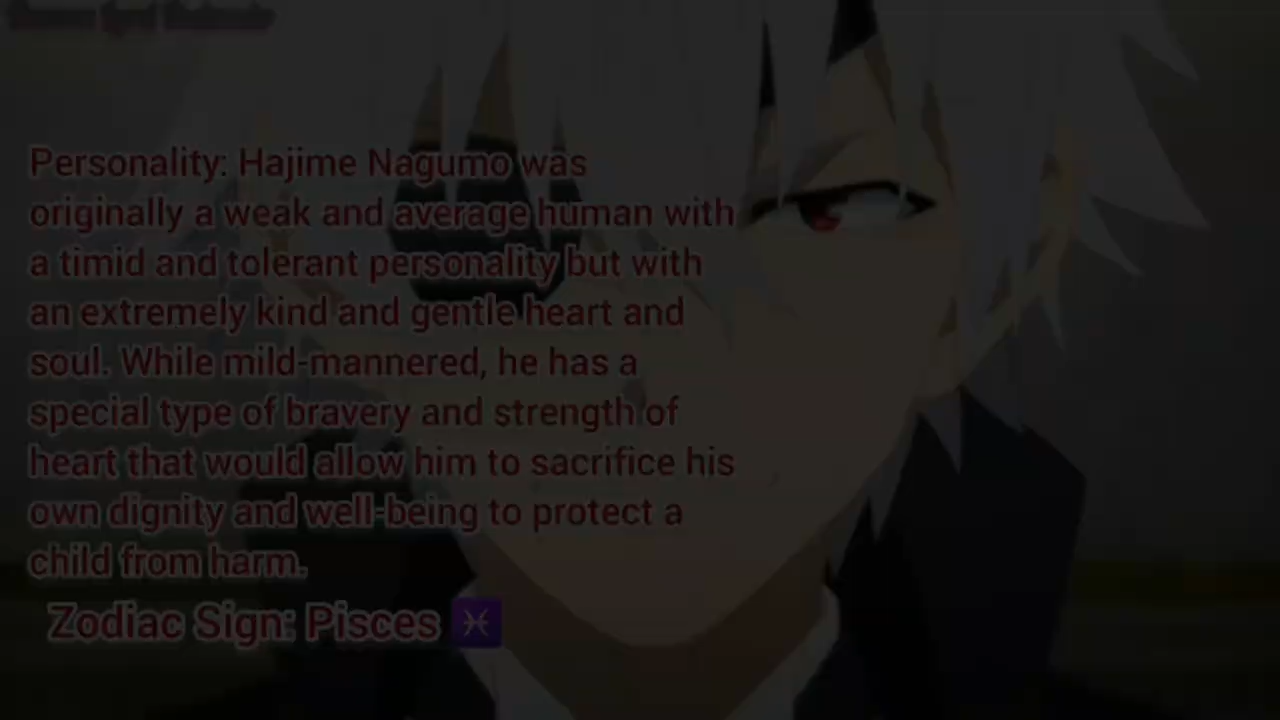 Personality: Hajime Nagumo was
originally a weak and average human with
a timid and tolerant personality but with
an extremely kind and gentle heart and
soul. While mild-mannered, he has a
special type of bravery and strength of
heart that would allow him to sacrifice his
own dignity and well-being to protect a
child from harm.
Zodiac Sign: Pisces ♓